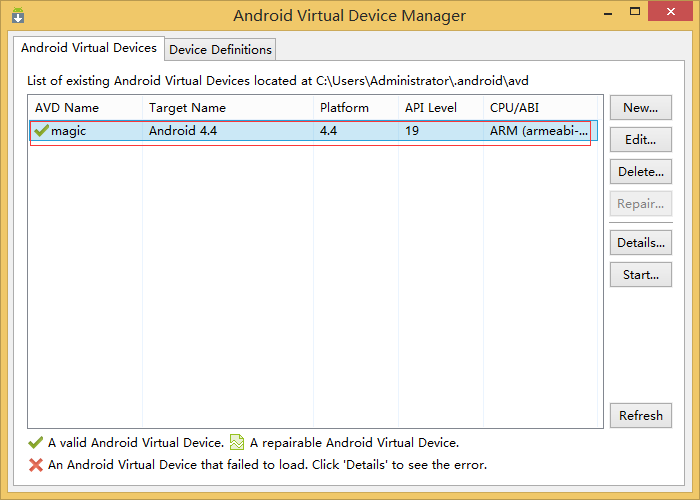 Android Virtual Device Manager
Android Virtual Devices
Device Definitions
List of existing Android Virtual Devices located at C:\Users\Administrator\.android\avd
AVD Name Target Name Platform API Level CPU/ABI
magic Android 4.4 4.4 19 ARM (armeabi-...
New...
Edit...
Delete...
Repair...
Details...
Start...
Refresh
A valid Android Virtual Device. A repairable Android Virtual Device.
An Android Virtual Device that failed to load. Click 'Details' to see the error.